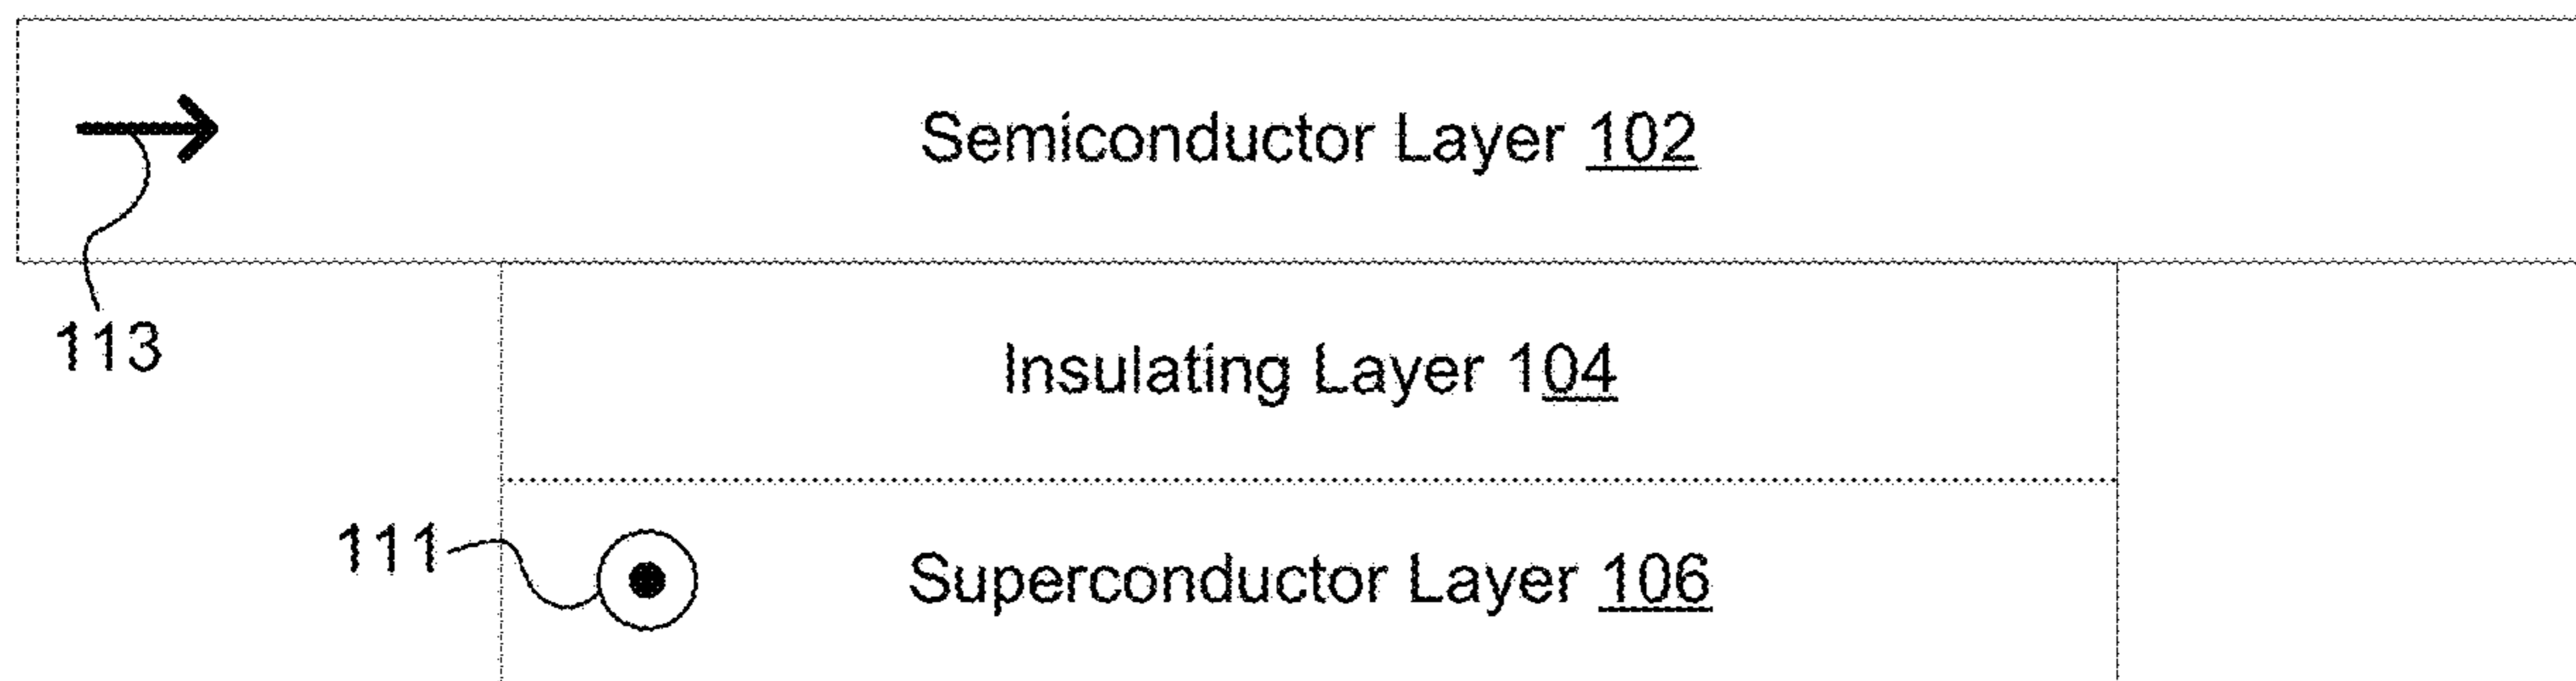 Semiconductor Layer 102
113
Insulating Layer 104
111
Superconductor Layer 106